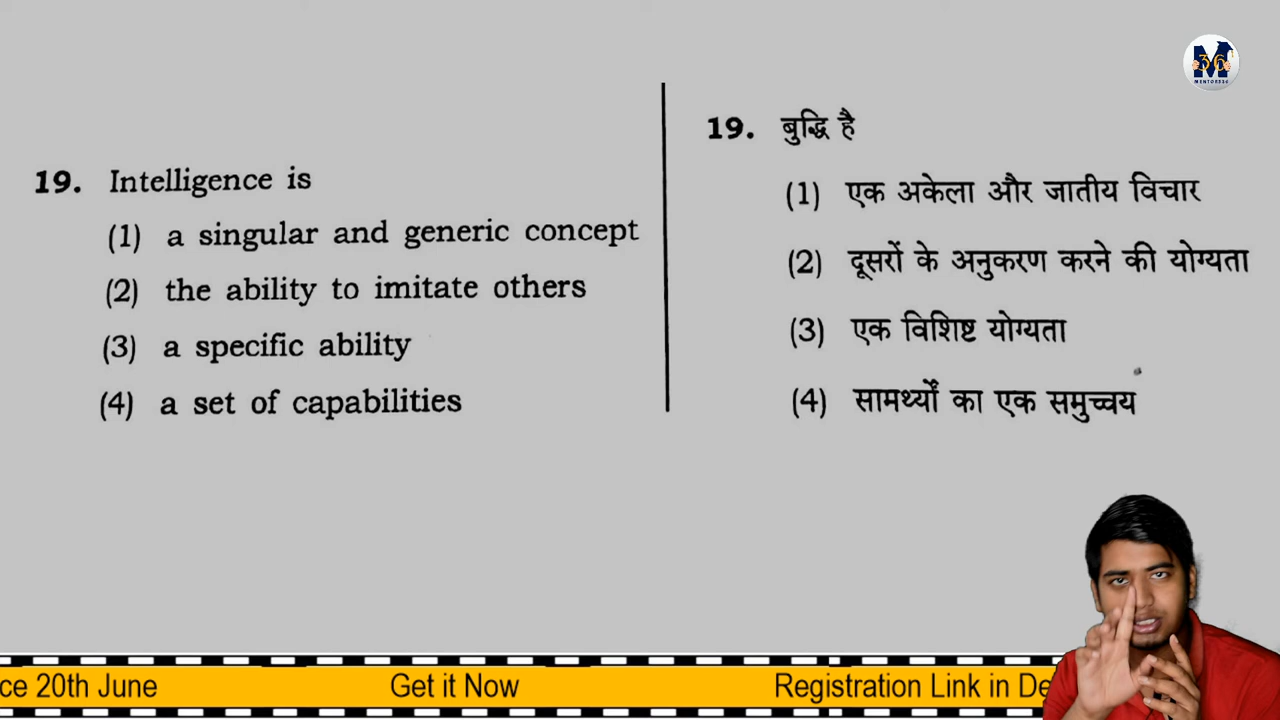 19. Intelligence is
(1) a singular and generic concept
(2) the ability to imitate others
(3) a specific ability
(4) a set of capabilities
19. बुद्धि है
(1) एक अकेला और जातीय विचार
(2) दूसरों के अनुकरण करने की योग्यता
(3) एक विशिष्ट योग्यता
(4) सामर्थ्यों का एक समुच्चय
M
36
MENTORS36
ce 20th June Get it Now Registration Link in De